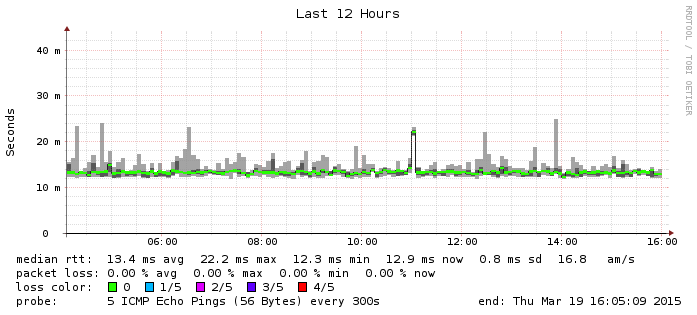 Last 12 Hours
RRDTOOL / TOBI OETIKER
Seconds
40 m
30 m
20 m
10 m
0
06:00 08:00 10:00 12:00 14:00 16:00
median rtt: 13.4 ms avg 22.2 ms max 12.3 ms min 12.9 ms now 0.8 ms sd 16.8 am/s
packet loss: 0.00 % avg 0.00 % max 0.00 % min 0.00 % now
loss color: 0 1/5 2/5 3/5 4/5
probe: 5 ICMP Echo Pings (56 Bytes) every 300s end: Thu Mar 19 16:05:09 2015